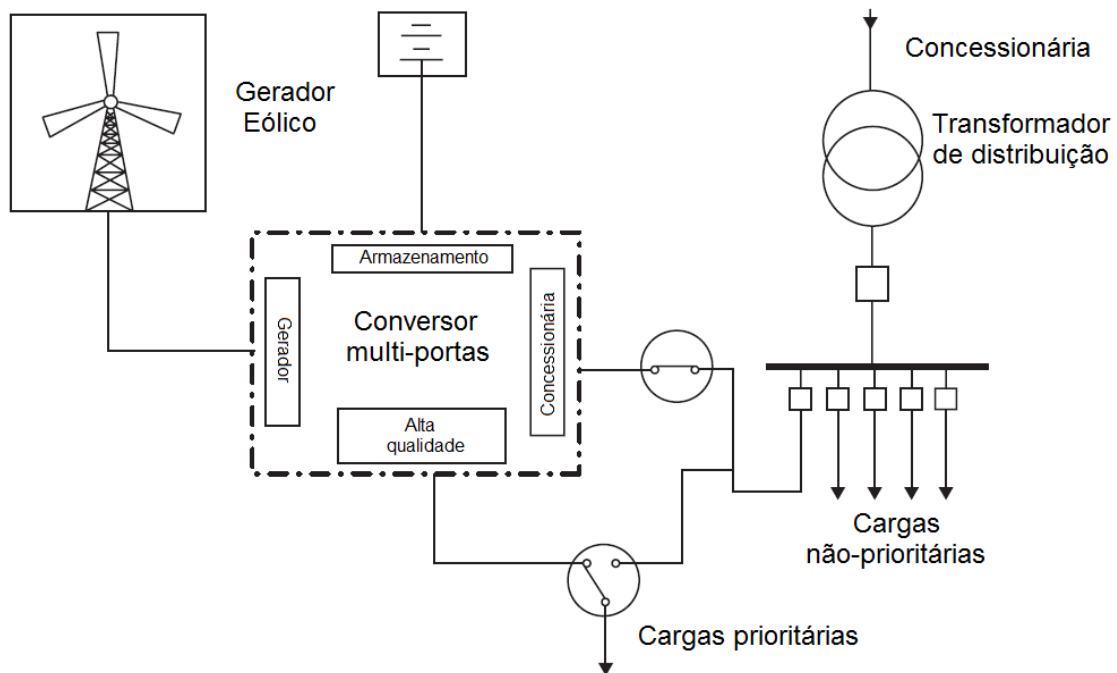 Concessionária
Gerador
Eólico
Transformador
de distribuição
Armazenamento
Gerador
Conversor
multi-portas
Concessionária
Alta
qualidade
Cargas
não-prioritárias
Cargas prioritárias